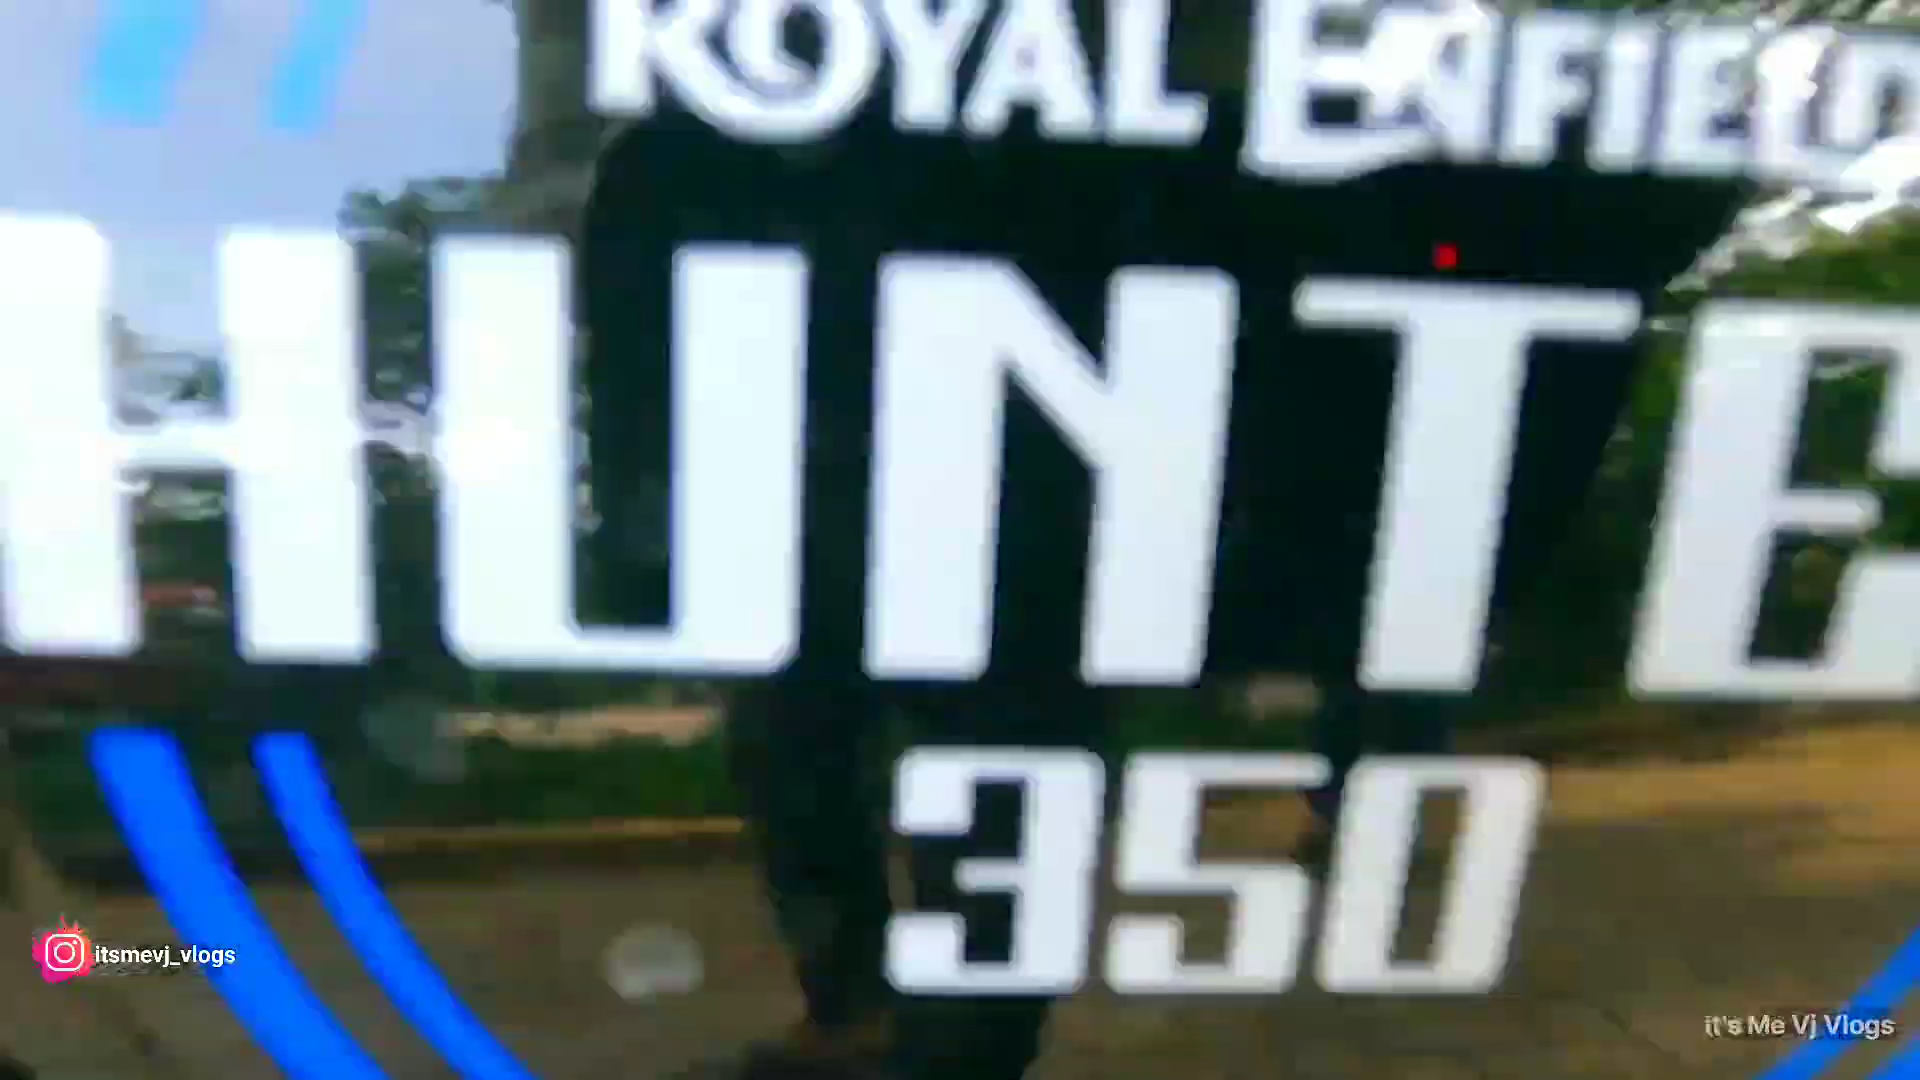 ROYAL ENFIELD
HUNTE
350
itsmevj_vlogs
it's Me Vj Vlogs